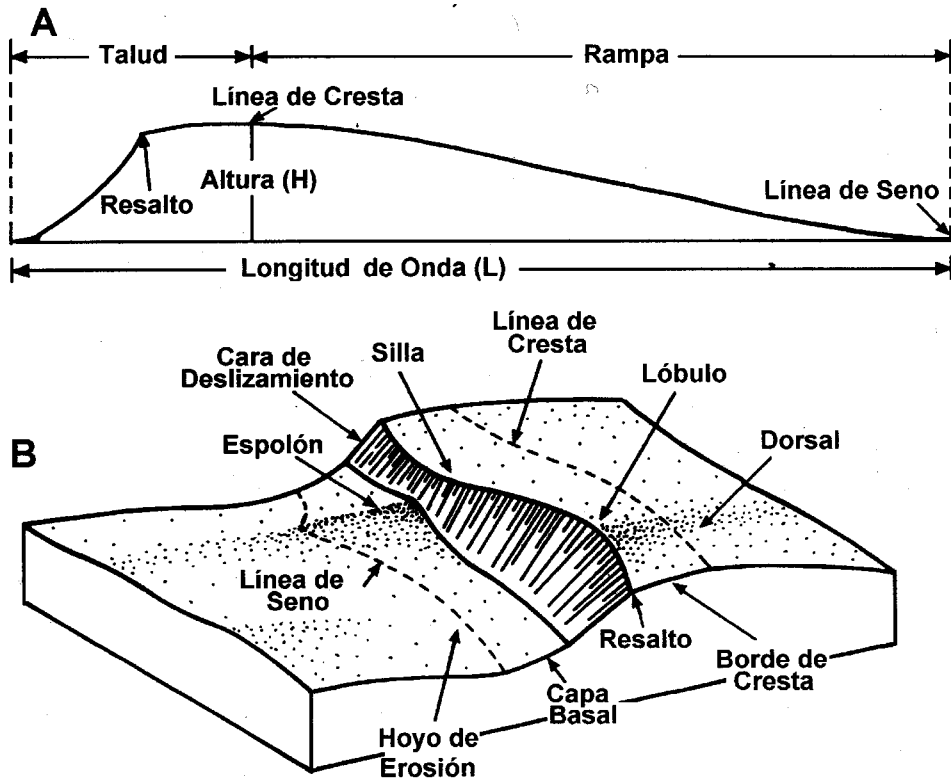 A
Talud
Rampa
Línea de Cresta
Altura (H)
Resalto
Línea de Seno
Longitud de Onda (L)
B
Línea de
Cresta
Cara de
Deslizamiento
Silla
Lóbulo
Espolón
Dorsal
Línea de
Seno
Resalto
Borde de
Cresta
Capa
Basal
Hoyo de
Erosión